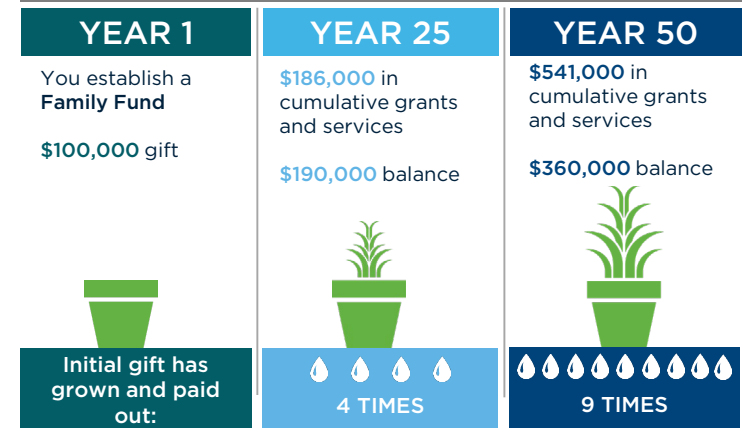 YEAR 1
You establish a
Family Fund
$100,000 gift
Initial gift has
grown and paid
out:
YEAR 25
$186,000 in
cumulative grants
and services
$190,000 balance
4 TIMES
YEAR 50
$541,000 in
cumulative grants
and services
$360,000 balance
9 TIMES